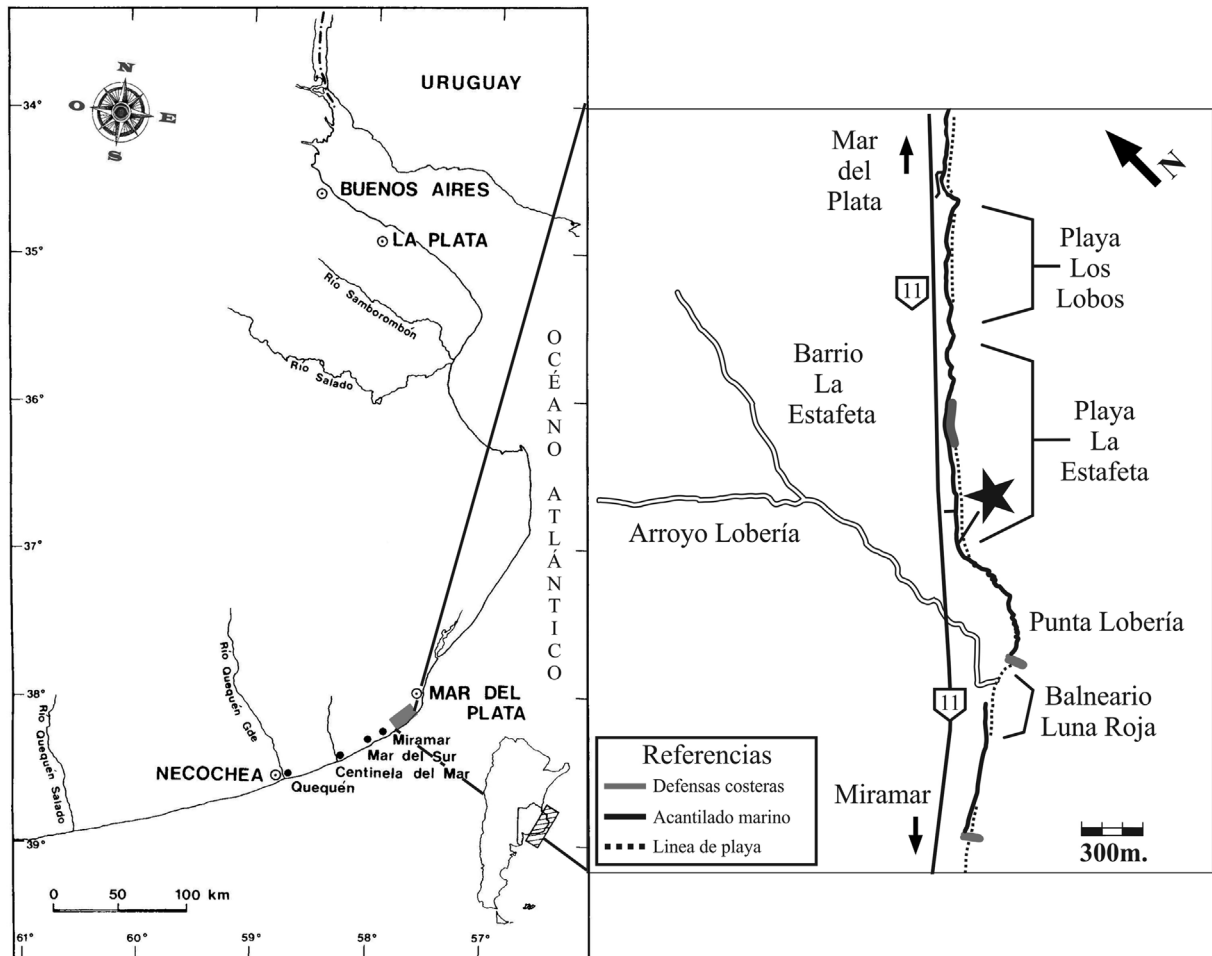 N
O
E
S
URUGUAY
34°
BUENOS AIRES
LA PLATA
35°
Río Samborombón
Río Salado
36°
OCÉANO ATLÁNTICO
37°
38°
MAR DEL
PLATA
Miramar
Mar del Sur
Centinela del Mar
Río Quequén Gde
Río Quequén Salado
NECOCHEA
Quequén
39°
0 50 100 km
61° 60° 59° 58° 57°
Mar
del
Plata
N
Playa
Los
Lobos
11
Barrio
La
Estafeta
Playa
La
Estafeta
Arroyo Lobería
Punta Lobería
11
Balneario
Luna Roja
Referencias
Defensas costeras
Acantilado marino
Linea de playa
Miramar
300m.